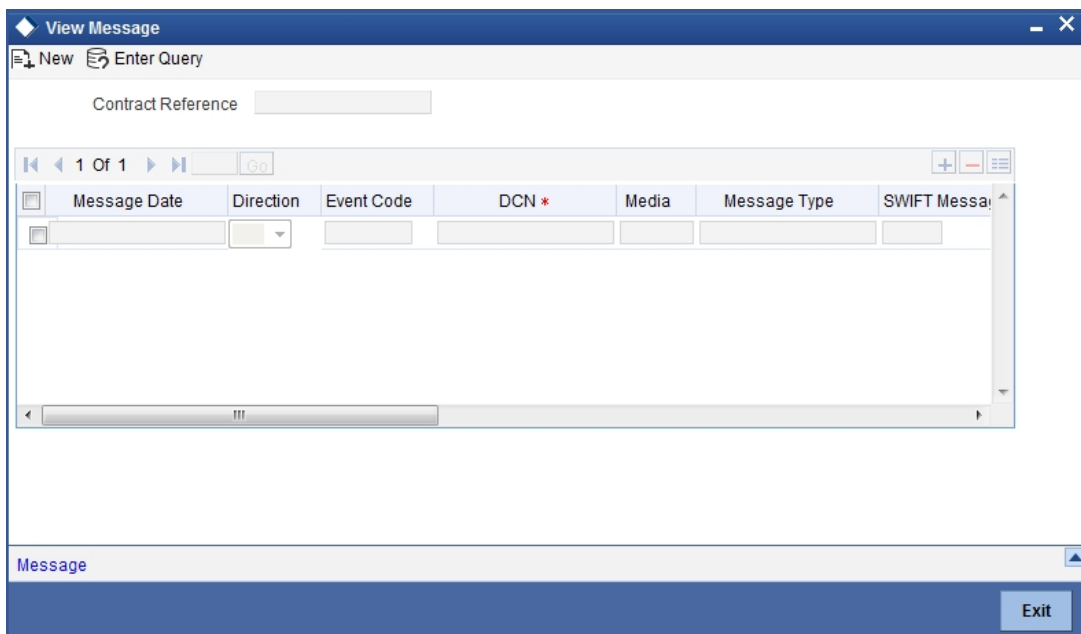 View Message
New Enter Query
Contract Reference
1 Of 1 Go
Message Date Direction Event Code DCN * Media Message Type SWIFT Messag
Message
Exit